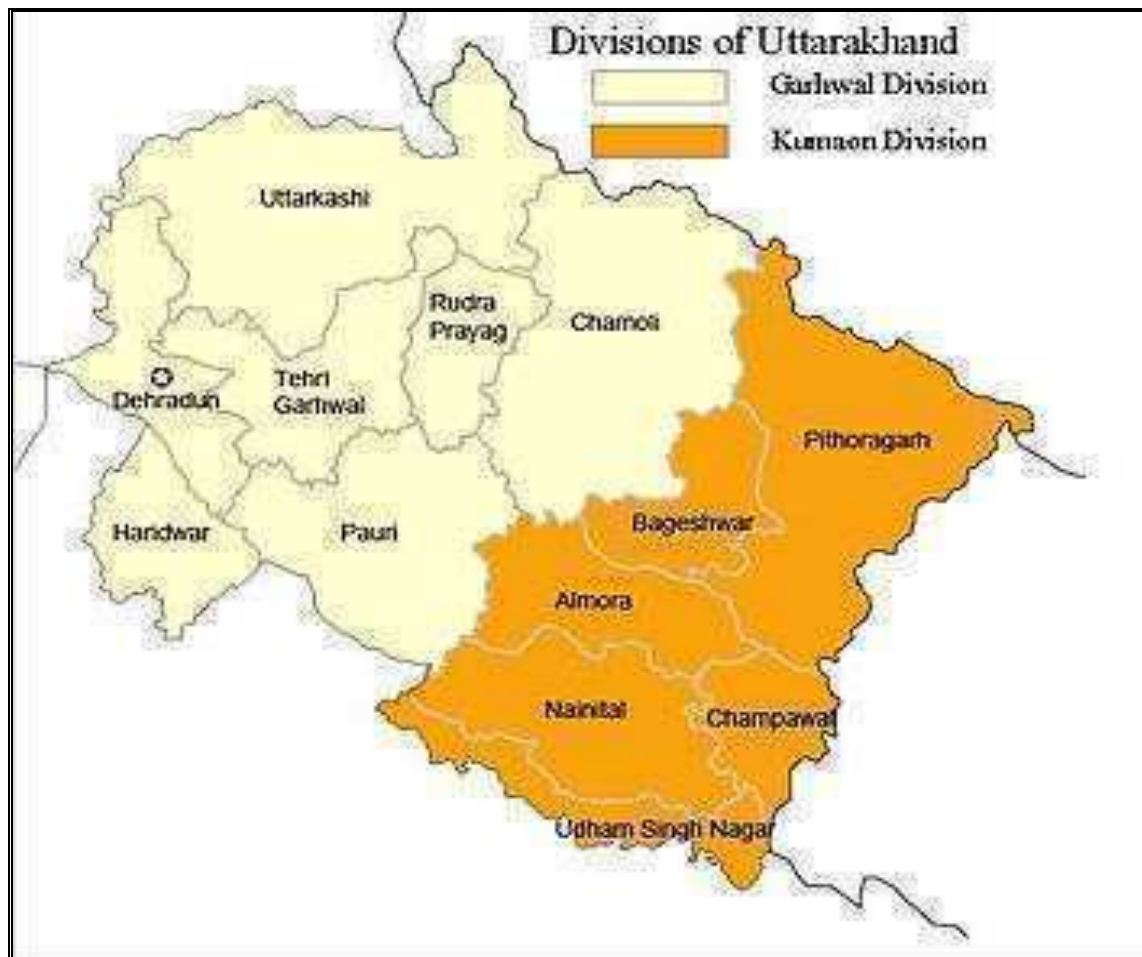 Divisions of Uttarakhand
Garhwal Division
Kumaon Division
Uttarkashi
Rudra
Prayag
Chamoli
Tehri
Garhwal
Dehradun
Pithoragarh
Haridwar
Pauri
Bageshwar
Almora
Nainital
Champawat
Udham Singh Nagar